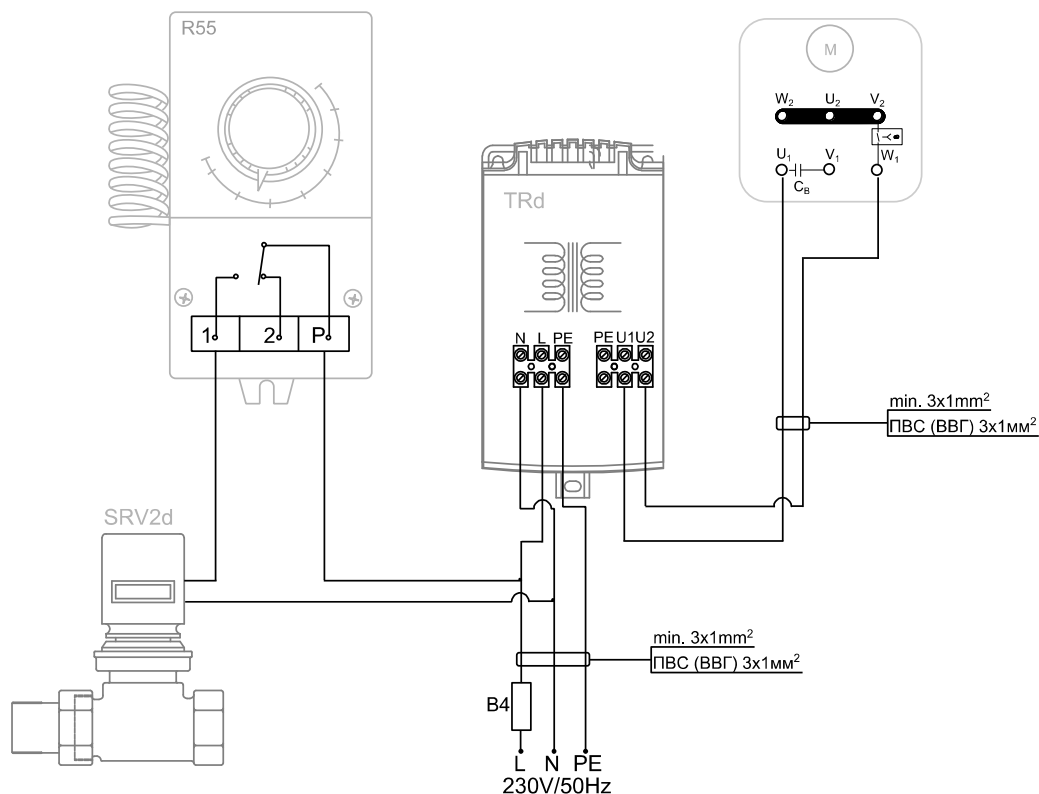 R55
M
W₂ U₂ V₂
U₁ V₁ W₁
Cᴮ
TRd
1 2 P
N L PE PE U1 U2
min. 3x1mm²
ПВС (ВВГ) 3x1мм²
SRV2d
min. 3x1mm²
ПВС (ВВГ) 3x1мм²
B4
L N PE
230V/50Hz